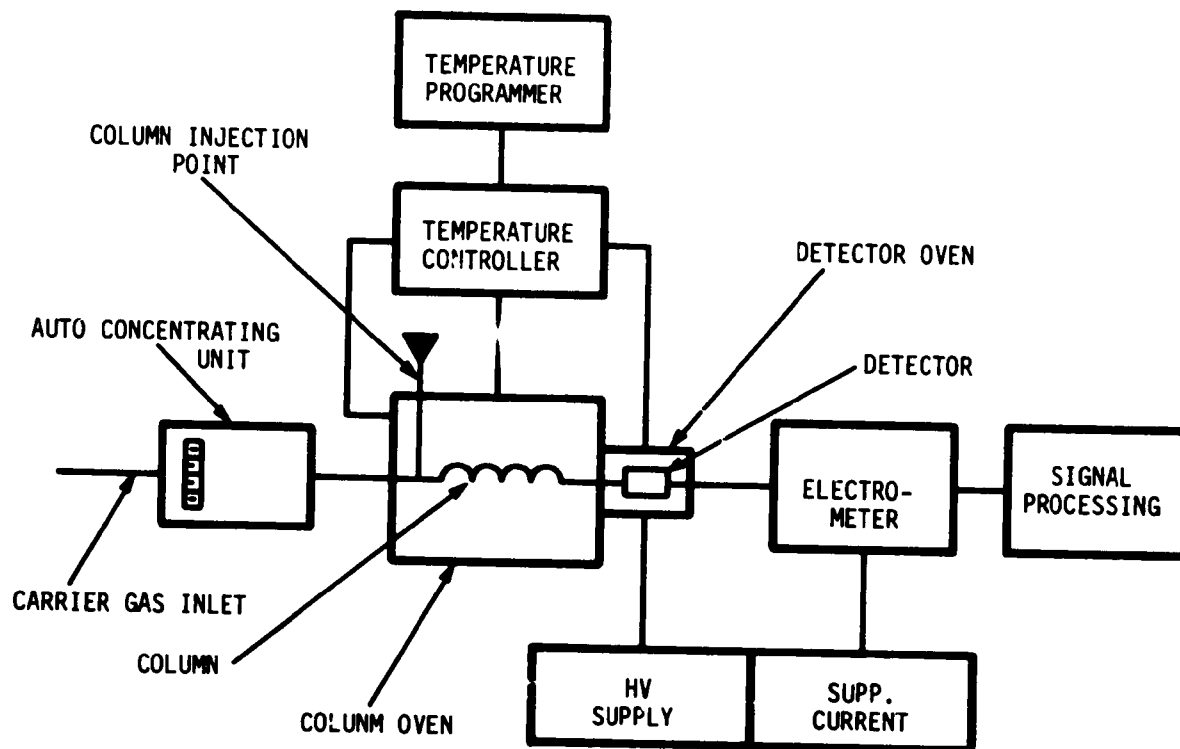 TEMPERATURE
PROGRAMMER
COLUMN INJECTION
POINT
TEMPERATURE
CONTROLLER
DETECTOR OVEN
AUTO CONCENTRATING
UNIT
DETECTOR
ELECTRO-
METER
SIGNAL
PROCESSING
CARRIER GAS INLET
COLUMN
COLUNM OVEN
HV
SUPPLY
SUPP.
CURRENT